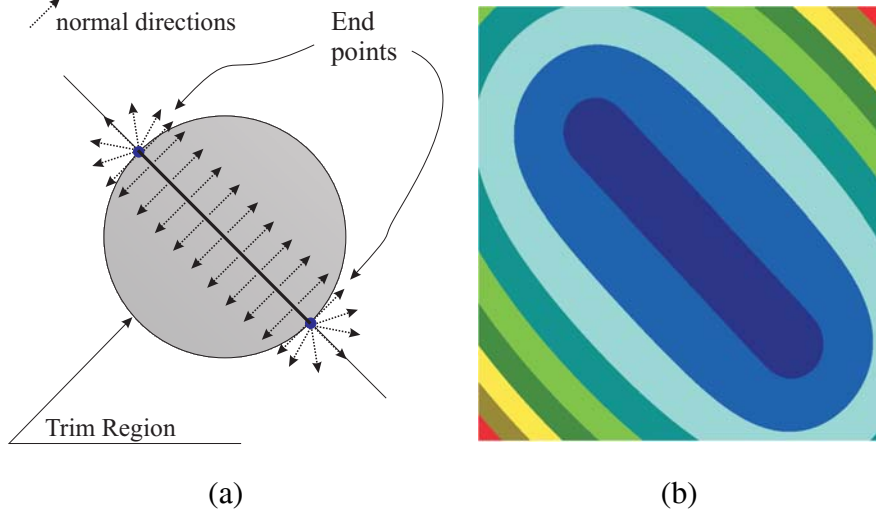 normal directions
End
points
Trim Region
(a)
(b)